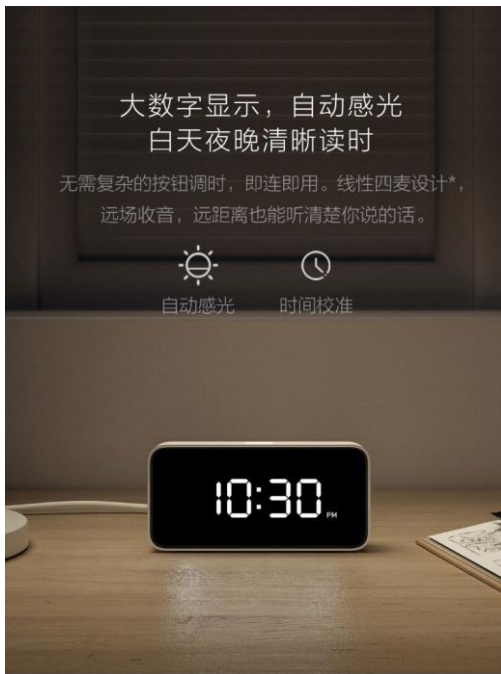 大数字显示，自动感光
白天夜晚清晰读时
无需复杂的按钮调时，即连即用。线性四麦设计*，
远场收音，远距离也能听清楚你说的话。
自动感光 时间校准
10:30 PM